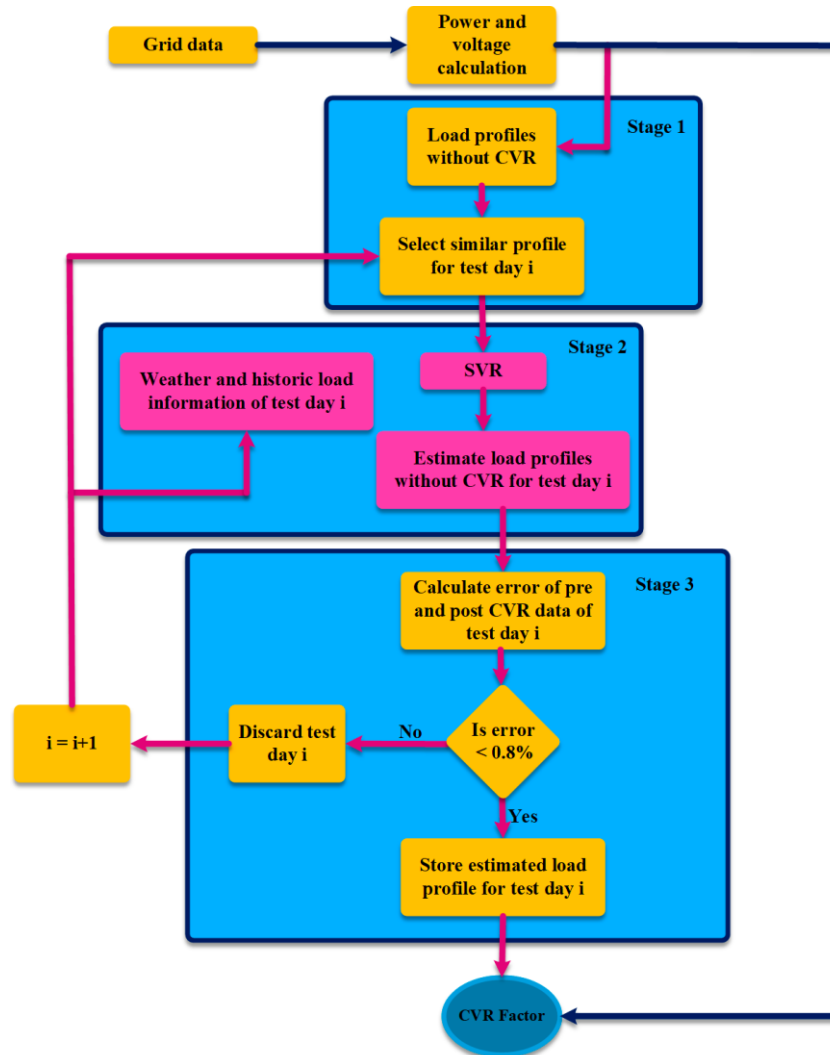 Grid data
Power and
voltage
calculation
Stage 1
Load profiles
without CVR
Select similar profile
for test day i
Stage 2
Weather and historic load
information of test day i
SVR
Estimate load profiles
without CVR for test day i
Stage 3
Calculate error of pre
and post CVR data of
test day i
i = i+1
Discard test
day i
No
Is error
< 0.8%
Yes
Store estimated load
profile for test day i
CVR Factor